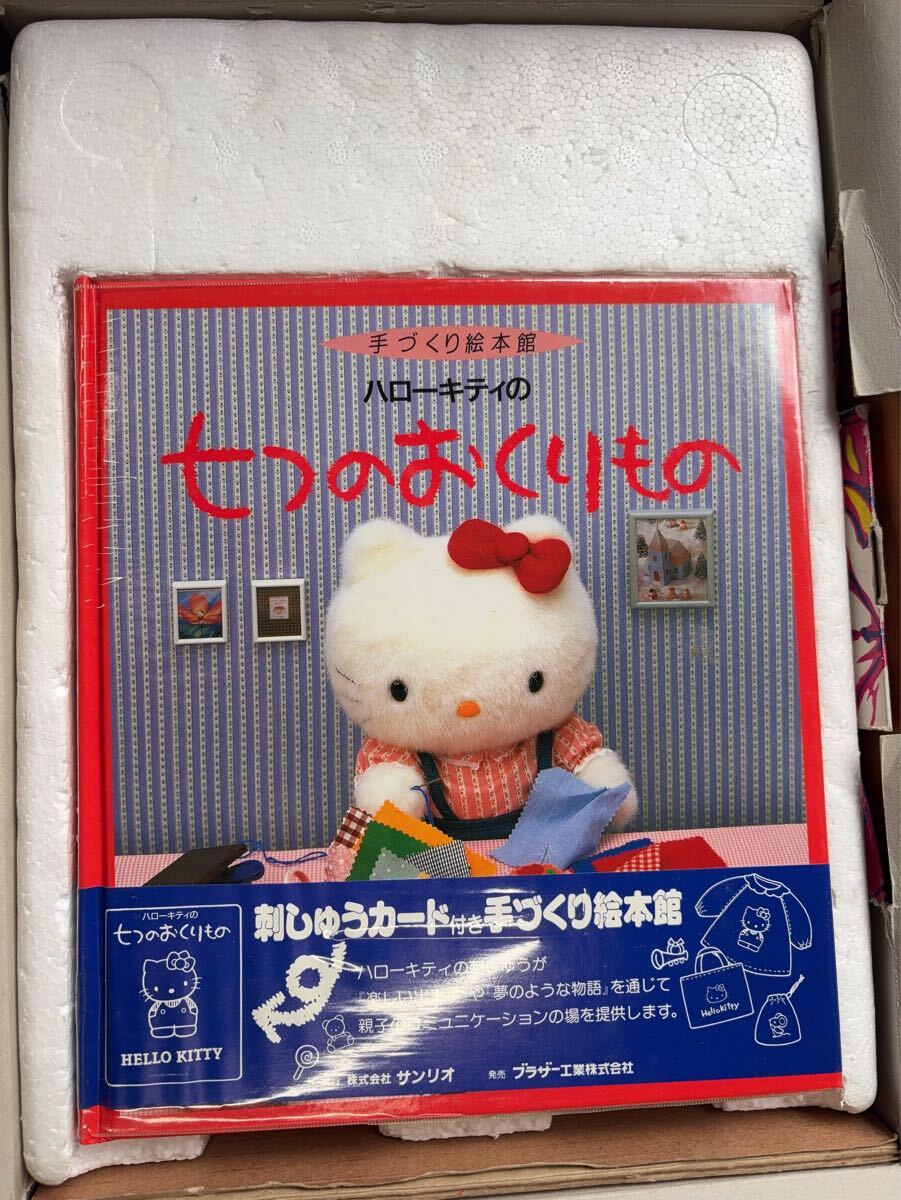 手づくり絵本館
ハローキティの
七つのおくりもの
ハローキティの
七つのおくりもの
HELLO KITTY
刺しゅうカード付き手づくり絵本館
ハローキティの刺しゅうが
や『夢のような物語』を通じて
親子のコミュニケーションの場を提供します。
Hello Kitty
株式会社 サンリオ
発売 ブラザー工業株式会社